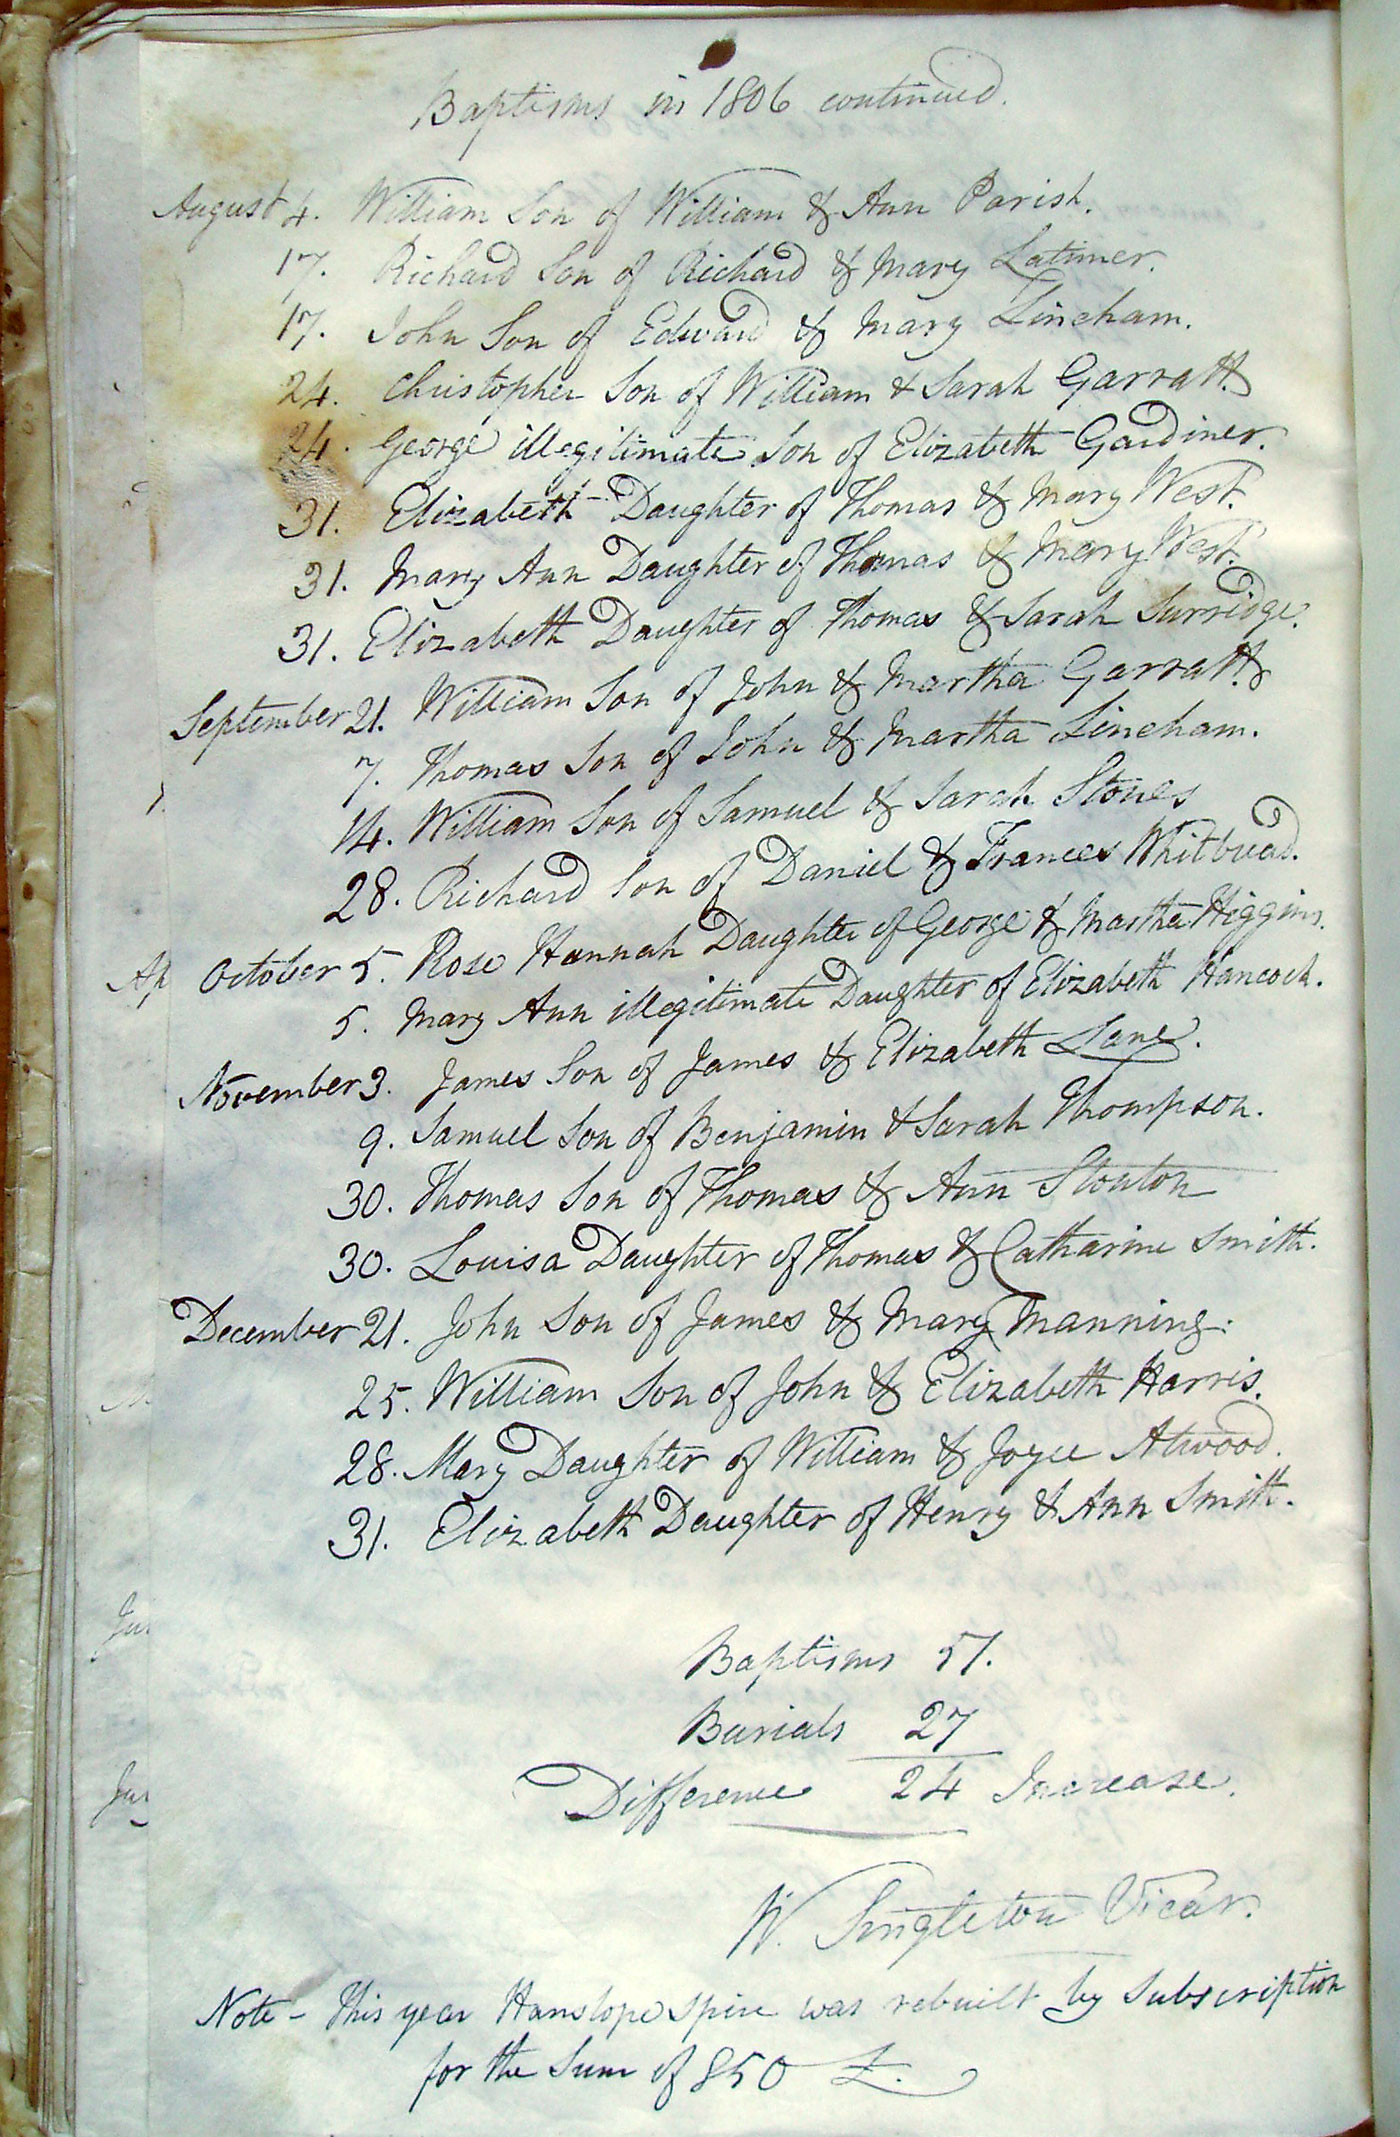 Baptisms in 1806 continued.
August 4. William Son of William & Ann Parish.
17. Richard Son of Richard & Mary Latimer.
17. John Son of Edward & Mary Lineham.
24. Christopher Son of William & Sarah Garratt
24. George illegitimate Son of Elizabeth Gardiner.
31. Elizabeth Daughter of Thomas & Mary West.
31. Mary Ann Daughter of Thomas & Mary West.
31. Elizabeth Daughter of Thomas & Sarah Surridge.
September 21. William Son of John & Martha Garratt
7. Thomas Son of John & Martha Lineham.
14. William Son of Samuel & Sarah Stones
28. Richard Son of Daniel & Frances Whitbread.
Ap
October 5. Rose Hannah Daughter of George & Martha Higgins.
5. Mary Ann illegitimate Daughter of Elizabeth Hancock.
November 3. James Son of James & Elizabeth Lane.
9. Samuel Son of Benjamin & Sarah Thompson.
30. Thomas Son of Thomas & Ann Stonton
30. Louisa Daughter of Thomas & Catharine Smith.
December 21. John Son of James & Mary Manning.
25. William Son of John & Elizabeth Harris.
28. Mary Daughter of William & Joyce Atwood.
31. Elizabeth Daughter of Henry & Ann Smith.
Baptisms 51.
Burials 27
Difference 24 Increase.
W. Singleton Vicar.
Note - This year Hanslope Spire was rebuilt by Subscription
for the Sum of 850 £.